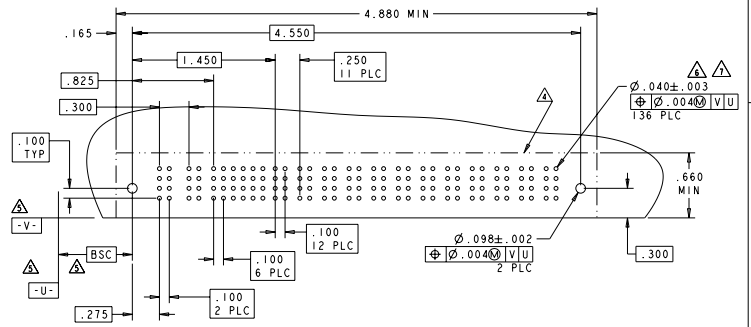 4.880 MIN
.165
4.550
1.450
.250
11 PLC
.825
.300
6 7
Ø.040±.003
⌖ Ø.004Ⓜ V U
136 PLC
4
.100
TYP
.660
MIN
5
-V-
BSC
5 5
-U-
.100
12 PLC
.100
6 PLC
.100
2 PLC
.275
Ø.098±.002
⌖ Ø.004Ⓜ V U
2 PLC
.300